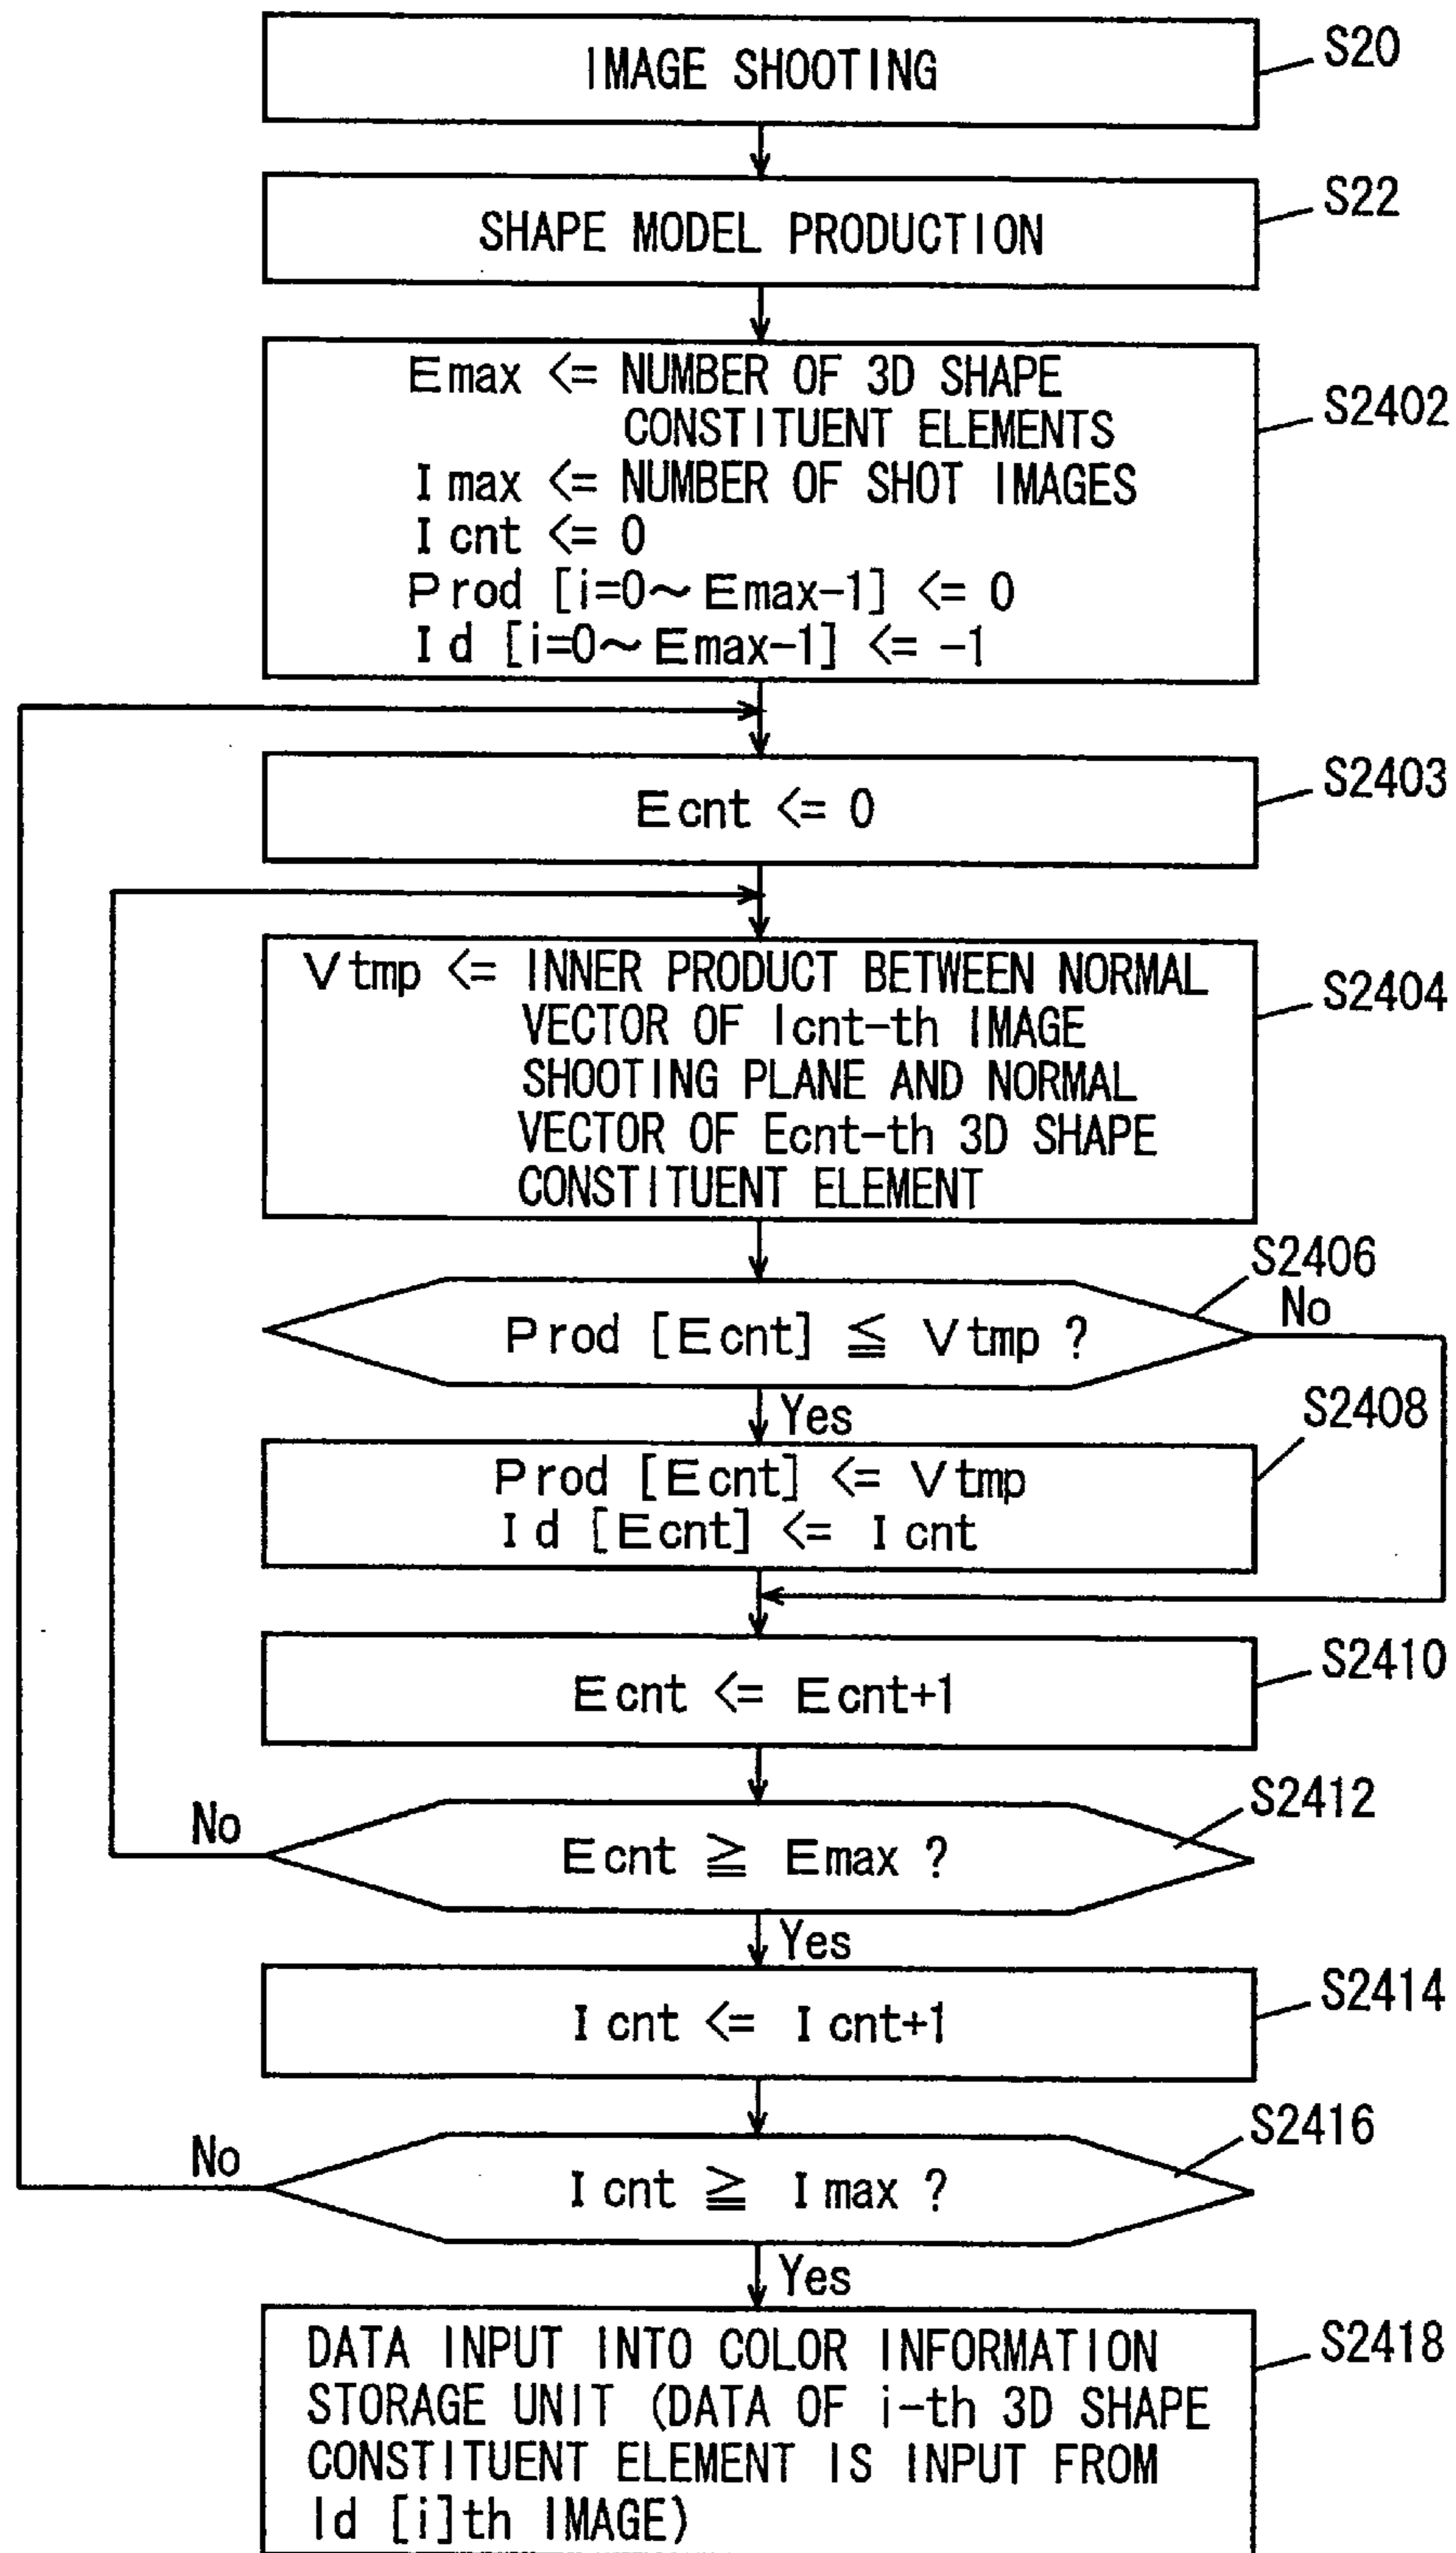 IMAGE SHOOTING
S20
SHAPE MODEL PRODUCTION
S22
Emax <= NUMBER OF 3D SHAPE
CONSTITUENT ELEMENTS
Imax <= NUMBER OF SHOT IMAGES
Icnt <= 0
Prod [i=0~Emax-1] <= 0
Id [i=0~Emax-1] <= -1
S2402
Ecnt <= 0
S2403
Vtmp <= INNER PRODUCT BETWEEN NORMAL
VECTOR OF Icnt-th IMAGE
SHOOTING PLANE AND NORMAL
VECTOR OF Ecnt-th 3D SHAPE
CONSTITUENT ELEMENT
S2404
S2406
Prod [Ecnt] ≦ Vtmp ?
No
Yes
S2408
Prod [Ecnt] <= Vtmp
Id [Ecnt] <= Icnt
Ecnt <= Ecnt+1
S2410
S2412
No
Ecnt ≧ Emax ?
Yes
Icnt <= Icnt+1
S2414
S2416
No
Icnt ≧ Imax ?
Yes
DATA INPUT INTO COLOR INFORMATION
STORAGE UNIT (DATA OF i-th 3D SHAPE
CONSTITUENT ELEMENT IS INPUT FROM
Id [i]th IMAGE)
S2418